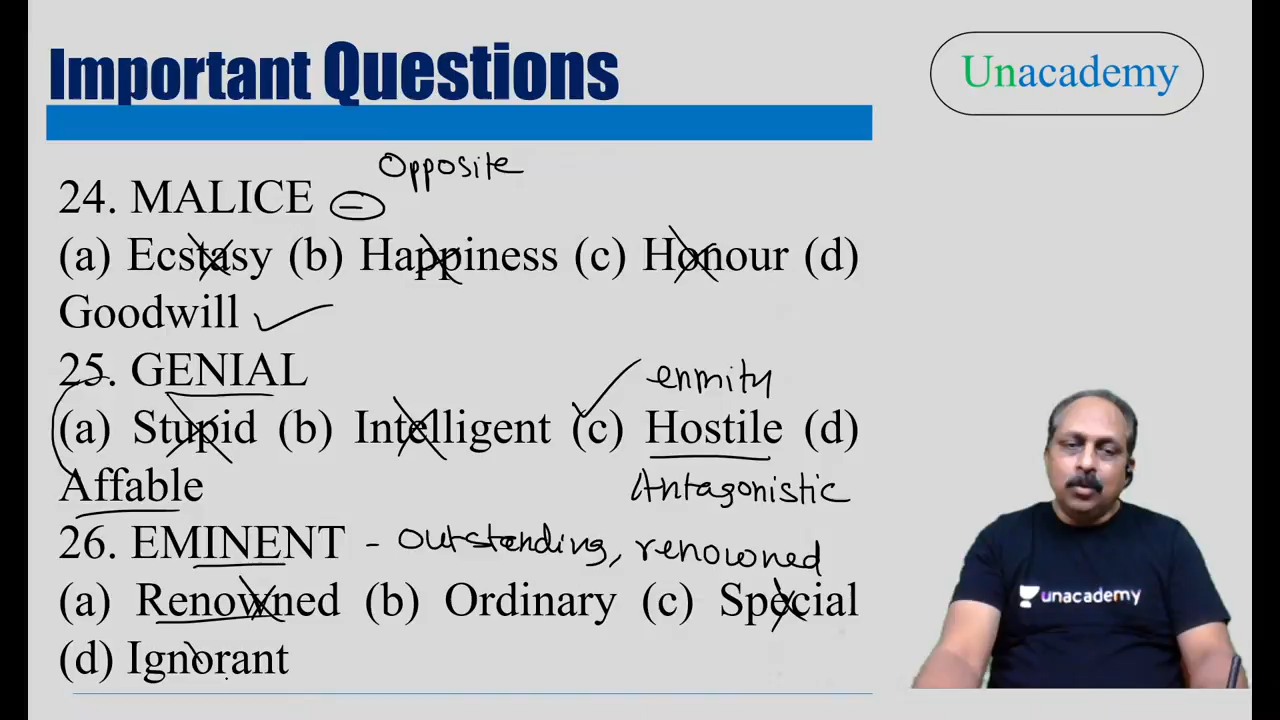 Important Questions
Unacademy
Opposite
24. MALICE
(a) Ecstasy (b) Happiness (c) Honour (d)
Goodwill
25. GENIAL
enmity
(a) Stupid (b) Intelligent (c) Hostile (d)
Affable
Antagonistic
26. EMINENT - outstanding, renowned
(a) Renowned (b) Ordinary (c) Special
(d) Ignorant
unacademy